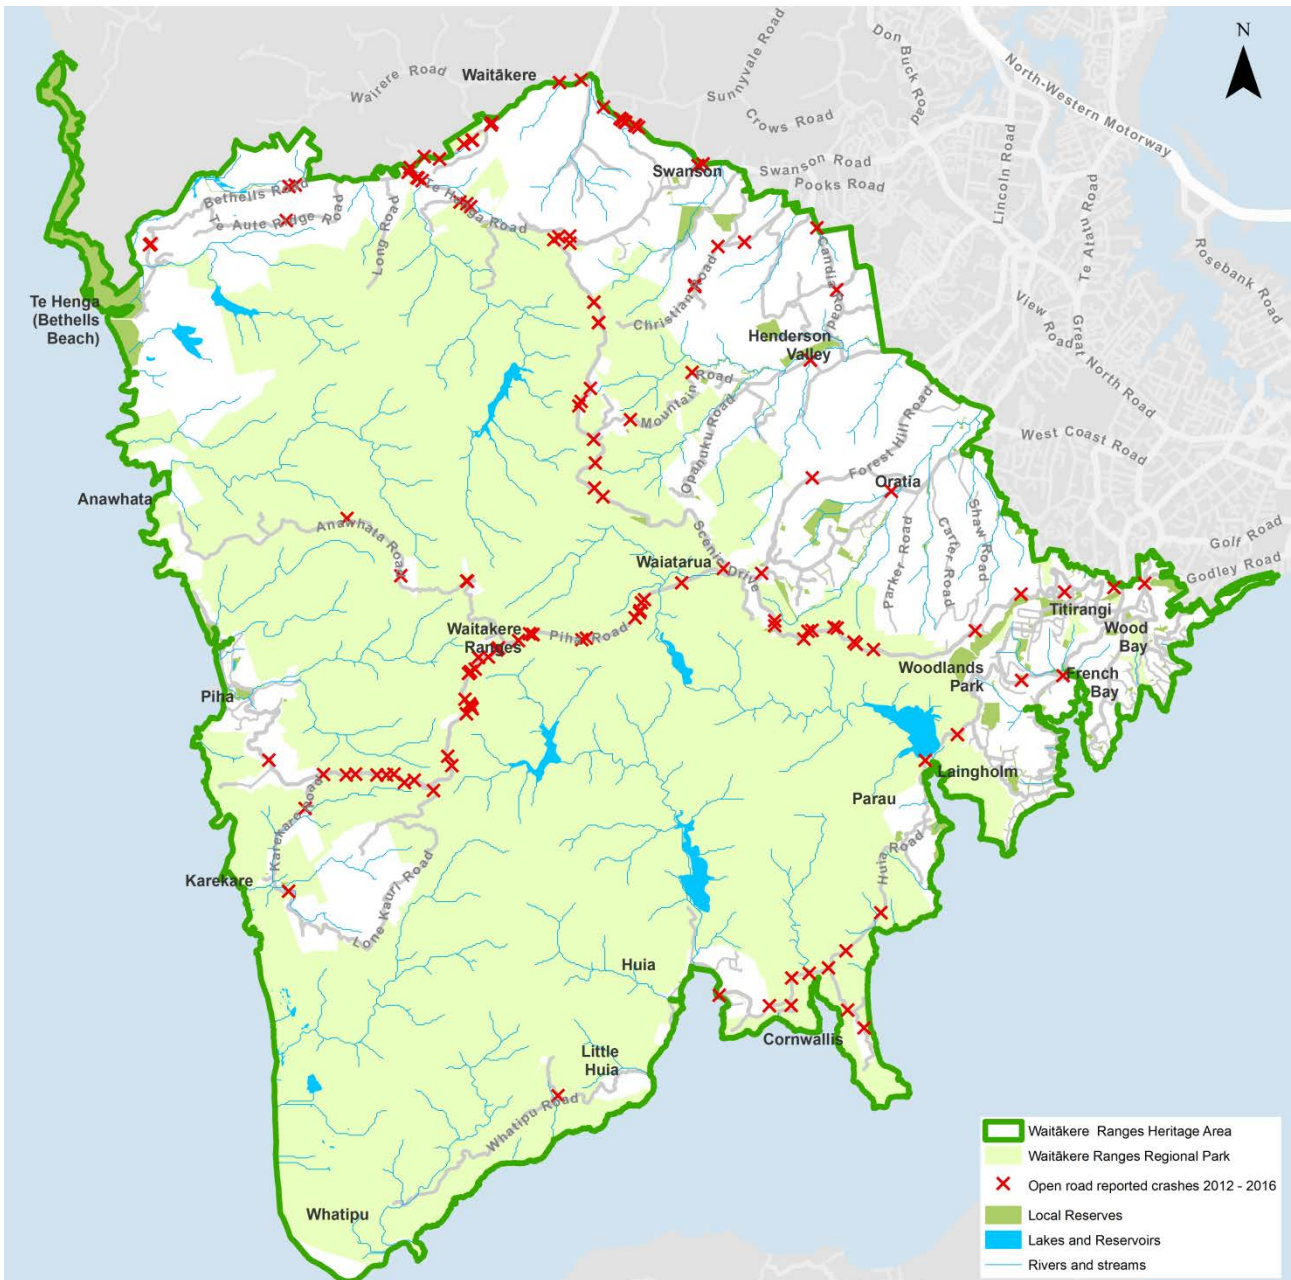 N
Waitākere
Wairere Road
Sunnyvale Road
Don Buck Road
North-Western Motorway
Crows Road
Lincoln Road
Swanson Road
Pooks Road
Swanson
Te Atatu Road
Rosebank Road
Bethells Road
Te Aute Ridge Road
Long Road
Te Henga Road
Candia Road
Christian Road
View Road
Great North Road
Te Henga
(Bethells
Beach)
Henderson
Valley
Mountain Road
Opanuku Road
Forest Hill Road
West Coast Road
Anawhata
Anawhata Road
Oratia
Scenic Drive
Parker Road
Carter Road
Shaw Road
Golf Road
Godley Road
Waiatarua
Titirangi
Wood
Bay
Waitakere
Ranges
Piha Road
Woodlands
Park
French
Bay
Piha
Laingholm
Parau
Karekare Road
Huia Road
Karekare
Lone Kauri Road
Huia
Cornwallis
Little
Huia
Whatipu Road
Whatipu
Waitākere Ranges Heritage Area
Waitākere Ranges Regional Park
Open road reported crashes 2012 - 2016
Local Reserves
Lakes and Reservoirs
Rivers and streams